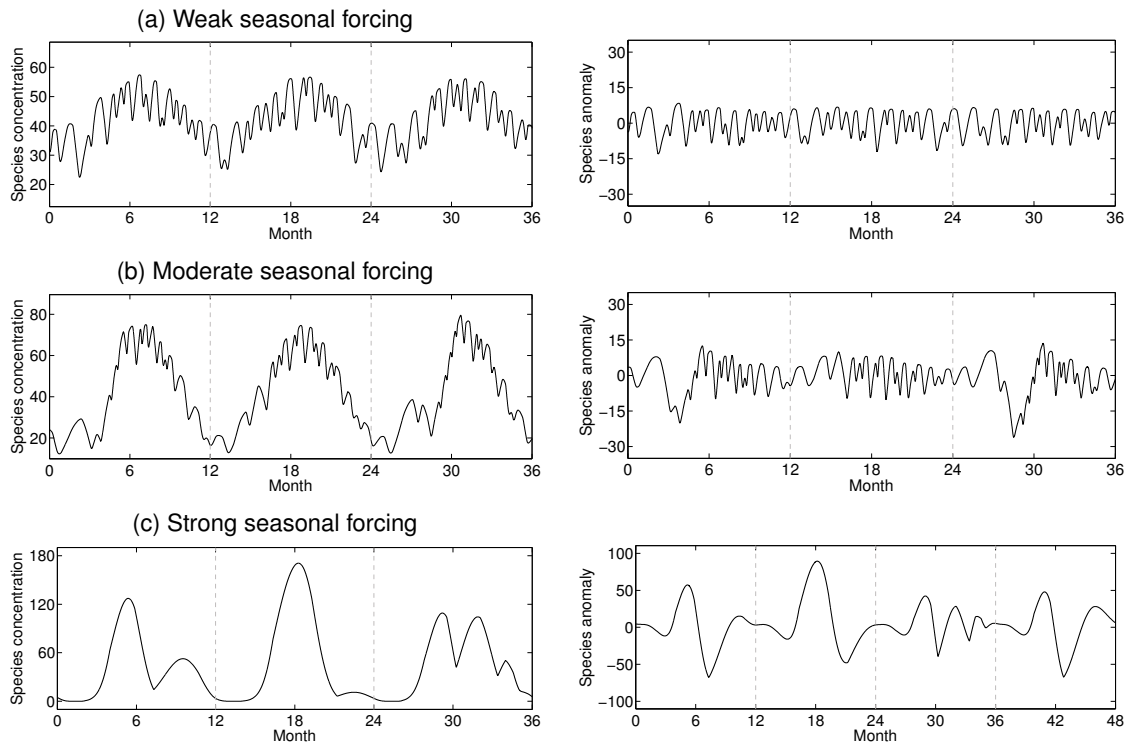 (a) Weak seasonal forcing
Species concentration
60
50
40
30
20
0 6 12 18 24 30 36
Month
Species anomaly
30
15
0
−15
−30
0 6 12 18 24 30 36
Month
(b) Moderate seasonal forcing
Species concentration
80
60
40
20
0 6 12 18 24 30 36
Month
Species anomaly
30
15
0
−15
−30
0 6 12 18 24 30 36
Month
(c) Strong seasonal forcing
Species concentration
180
120
60
0
0 6 12 18 24 30 36
Month
Species anomaly
100
50
0
−50
−100
0 6 12 18 24 30 36 42 48
Month